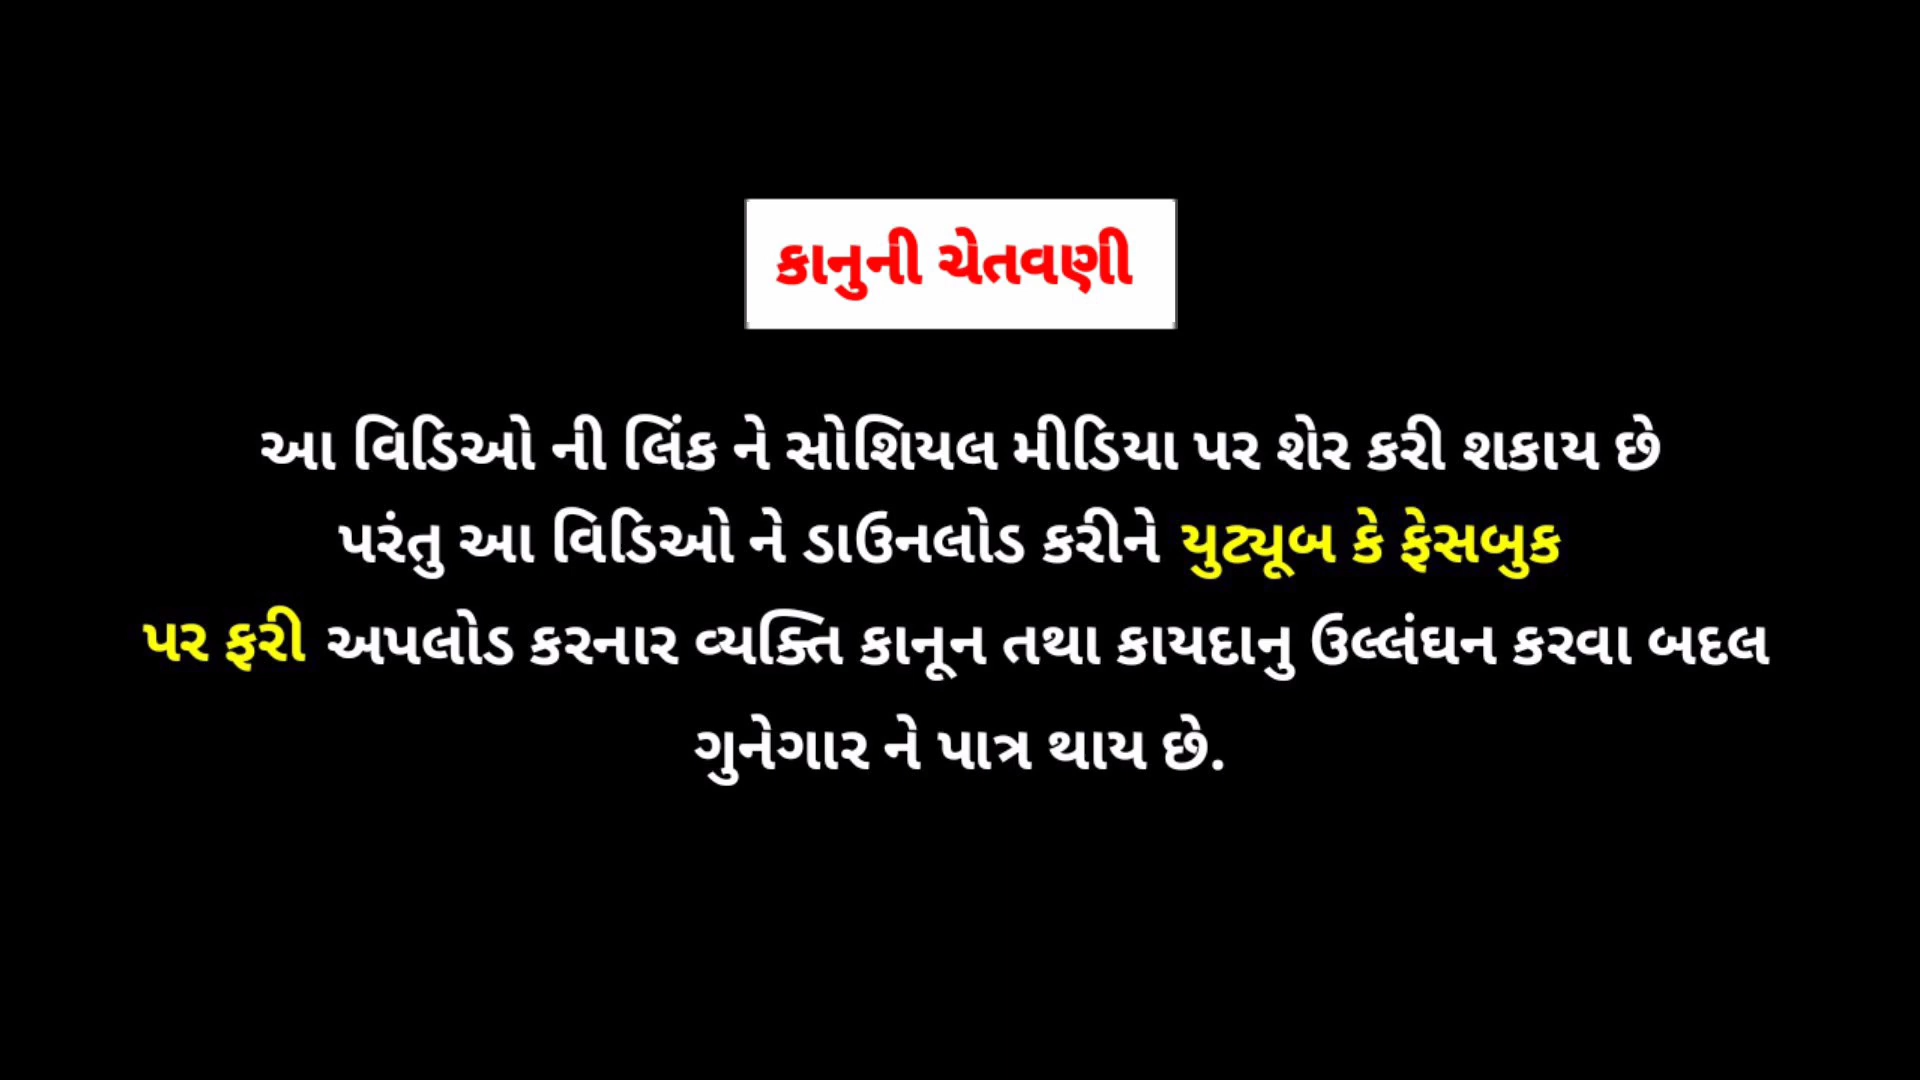 કાનુની ચેતવણી
આ વિડિઓ ની લિંક ને સોશિયલ મીડિયા પર શેર કરી શકાય છે
પરંતુ આ વિડિઓ ને ડાઉનલોડ કરીને યુટ્યૂબ કે ફેસબુક
પર ફરી અપલોડ કરનાર વ્યક્તિ કાનૂન તથા કાયદાનુ ઉલ્લંઘન કરવા બદલ
ગુનેગાર ને પાત્ર થાય છે.